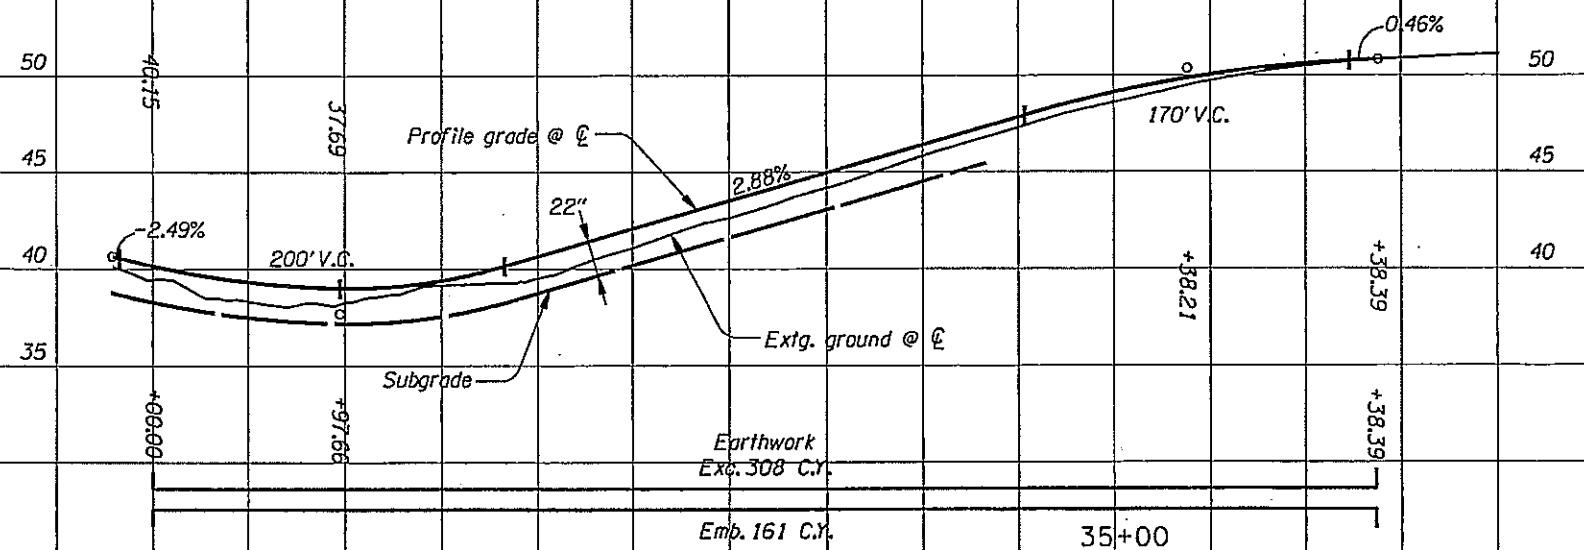 0.46%
50
50
40.15
37.69
Profile grade @ ℄
170' V.C.
45
45
2.88%
22"
-2.49%
40
200' V.C.
40
+38.21
+38.39
Extg. ground @ ℄
35
Subgrade
+00.00
+97.66
+38.39
Earthwork
Exc. 308 C.Y.
Emb. 161 C.Y.
35+00